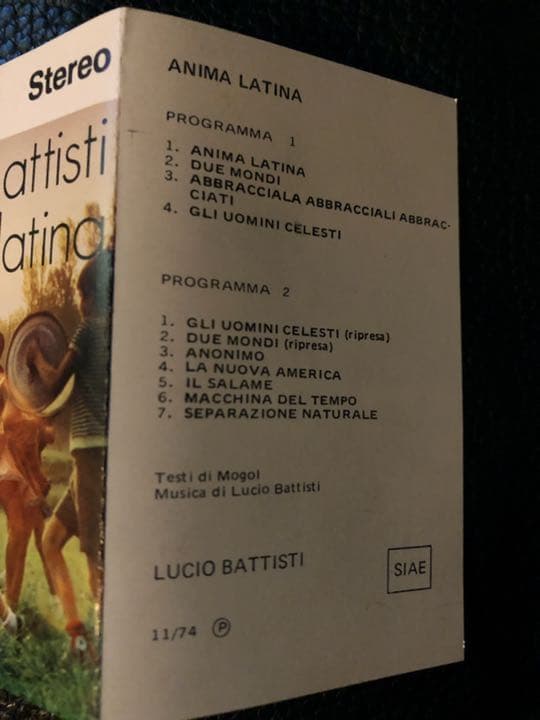 Stereo
attisti
latina
ANIMA LATINA
PROGRAMMA 1
1. ANIMA LATINA
2. DUE MONDI
3. ABBRACCIALA ABBRACCIALI ABBRAC-
CIATI
4. GLI UOMINI CELESTI
PROGRAMMA 2
1. GLI UOMINI CELESTI (ripresa)
2. DUE MONDI (ripresa)
3. ANONIMO
4. LA NUOVA AMERICA
5. IL SALAME
6. MACCHINA DEL TEMPO
7. SEPARAZIONE NATURALE
Testi di Mogol
Musica di Lucio Battisti
LUCIO BATTISTI
SIAE
11/74 Ⓟ